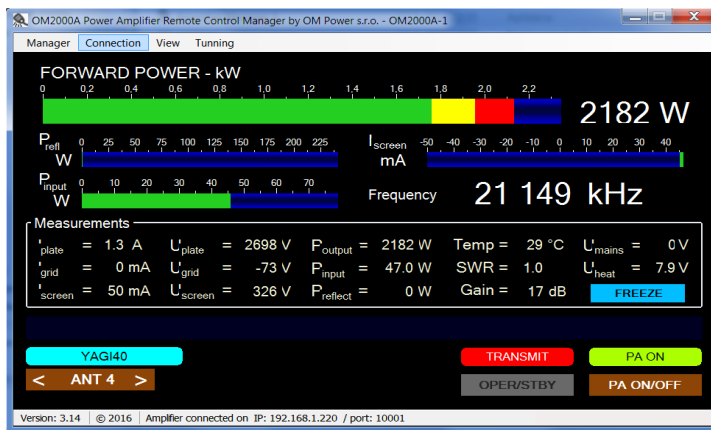 OM2000A Power Amplifier Remote Control Manager by OM Power s.r.o. - OM2000A-1
Manager Connection View Tunning
FORWARD POWER - kW
0 0,2 0,4 0,6 0,8 1,0 1,2 1,4 1,6 1,8 2,0 2,2
2182 W
Prefl W 0 25 50 75 100 125 150 175 200 225
Iscreen mA -50 -40 -30 -20 -10 0 10 20 30 40
Pinput W 0 10 20 30 40 50 60 70
Frequency 21 149 kHz
Measurements
Iplate = 1.3 A Uplate = 2698 V Poutput = 2182 W Temp = 29 °C Umains = 0 V
Igrid = 0 mA Ugrid = -73 V Pinput = 47.0 W SWR = 1.0 Uheat = 7.9 V
Iscreen = 50 mA Uscreen = 326 V Preflect = 0 W Gain = 17 dB FREEZE
YAGI40 TRANSMIT PA ON
< ANT 4 > OPER/STBY PA ON/OFF
Version: 3.14 © 2016 Amplfier connected on IP: 192.168.1.220 / port: 10001